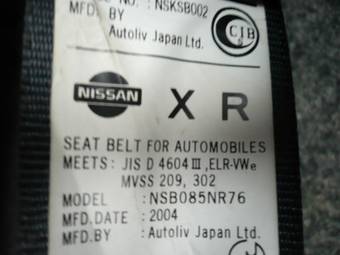 NO. : NSKSB002
MFD. BY
Autoliv Japan Ltd.
CJB
NISSAN
X R
SEAT BELT FOR AUTOMOBILES
MEETS: JIS D 4604 III, ELR-VWe
MVSS 209, 302
MODEL :NSB085NR76
MFD.DATE : 2004
MFD.BY : Autoliv Japan Ltd.